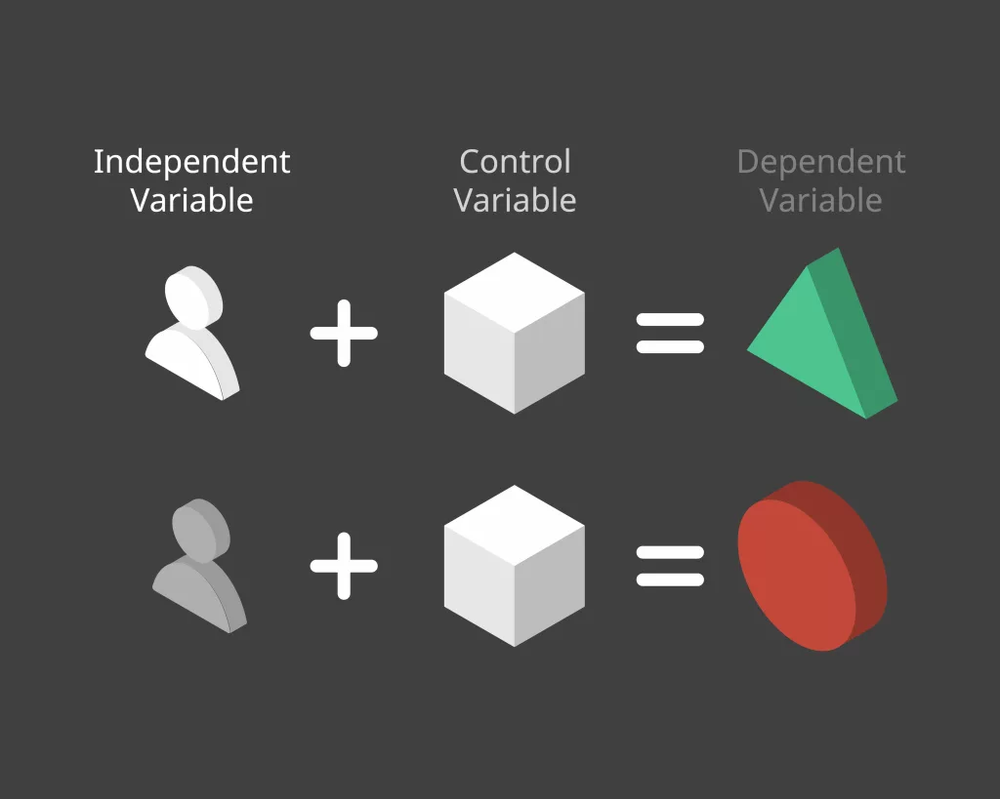 Independent
Variable
Control
Variable
Dependent
Variable